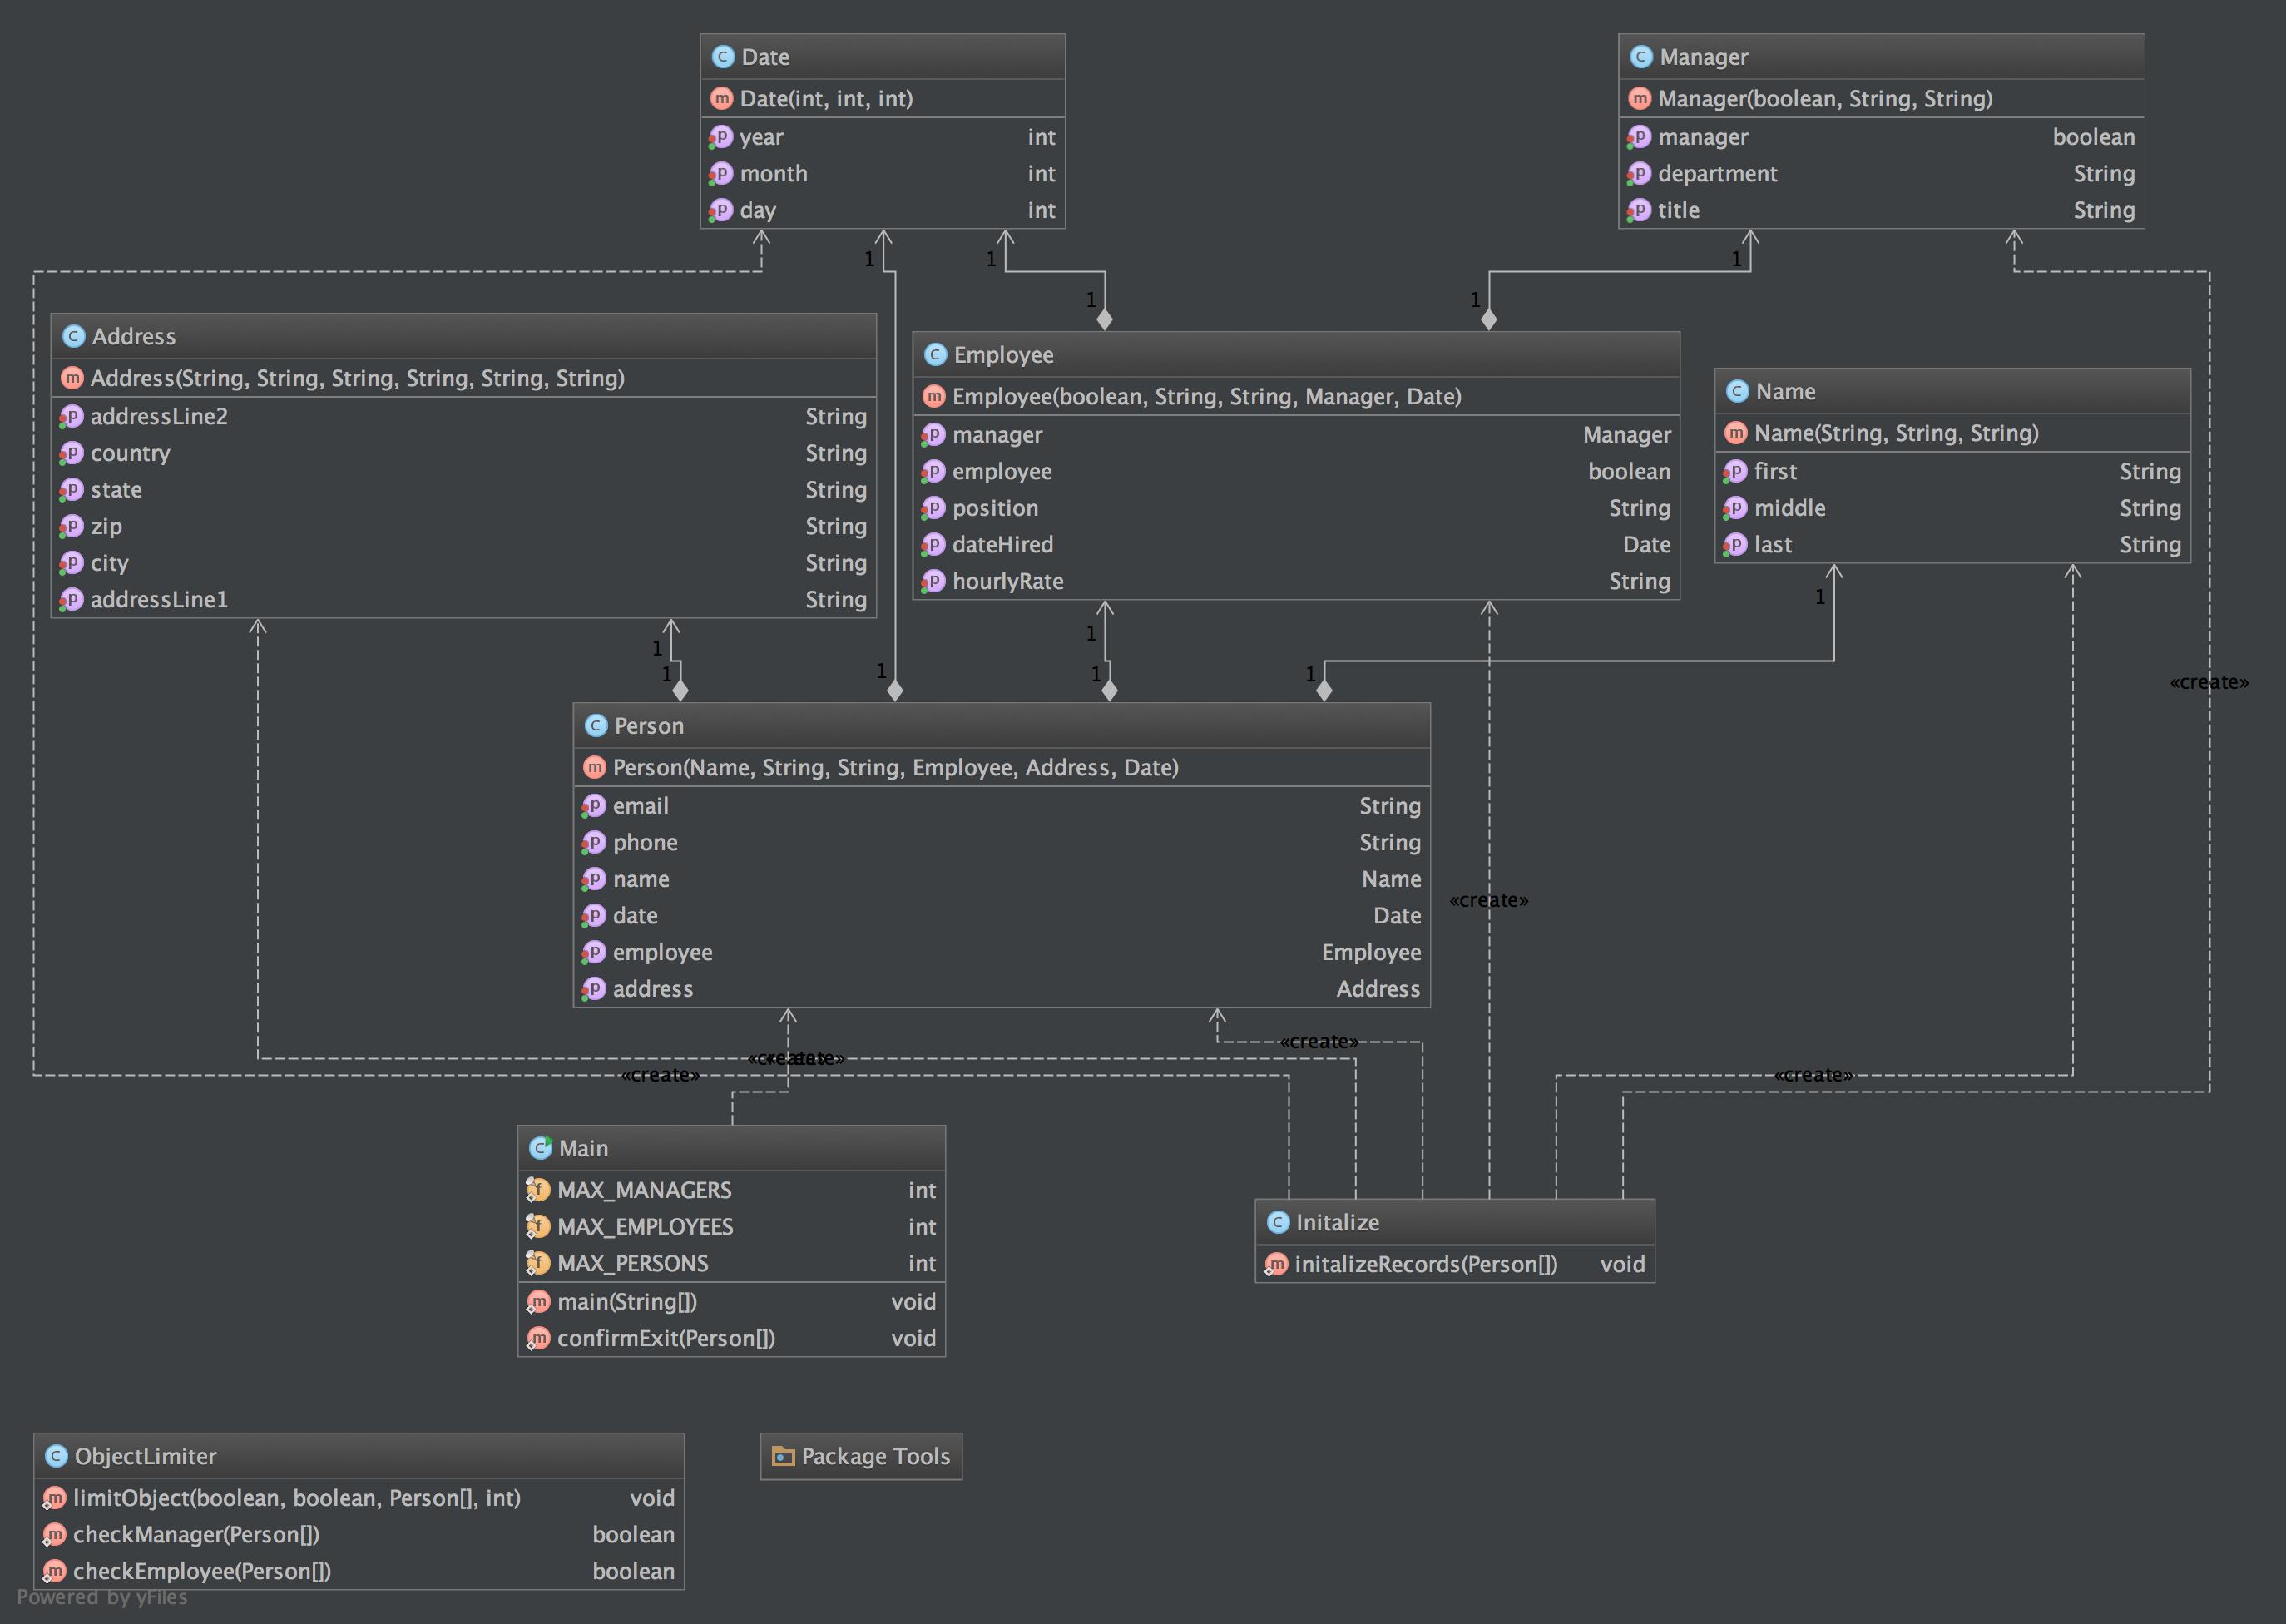 Date
Date(int, int, int)
year int
month int
day int
Manager
Manager(boolean, String, String)
manager boolean
department String
title String
1
1
1
1
1
Address
Address(String, String, String, String, String, String)
addressLine2 String
country String
state String
zip String
city String
addressLine1 String
Employee
Employee(boolean, String, String, Manager, Date)
manager Manager
employee boolean
position String
dateHired Date
hourlyRate String
Name
Name(String, String, String)
first String
middle String
last String
1
1
1
1
1
1
1
«create»
Person
Person(Name, String, String, Employee, Address, Date)
email String
phone String
name Name
date Date
employee Employee
address Address
«create»
«create»
«create»
«create»
«create»
«create»
Main
MAX_MANAGERS int
MAX_EMPLOYEES int
MAX_PERSONS int
main(String[]) void
confirmExit(Person[]) void
Initalize
initalizeRecords(Person[]) void
ObjectLimiter
limitObject(boolean, boolean, Person[], int) void
checkManager(Person[]) boolean
checkEmployee(Person[]) boolean
Package Tools
Powered by yFiles